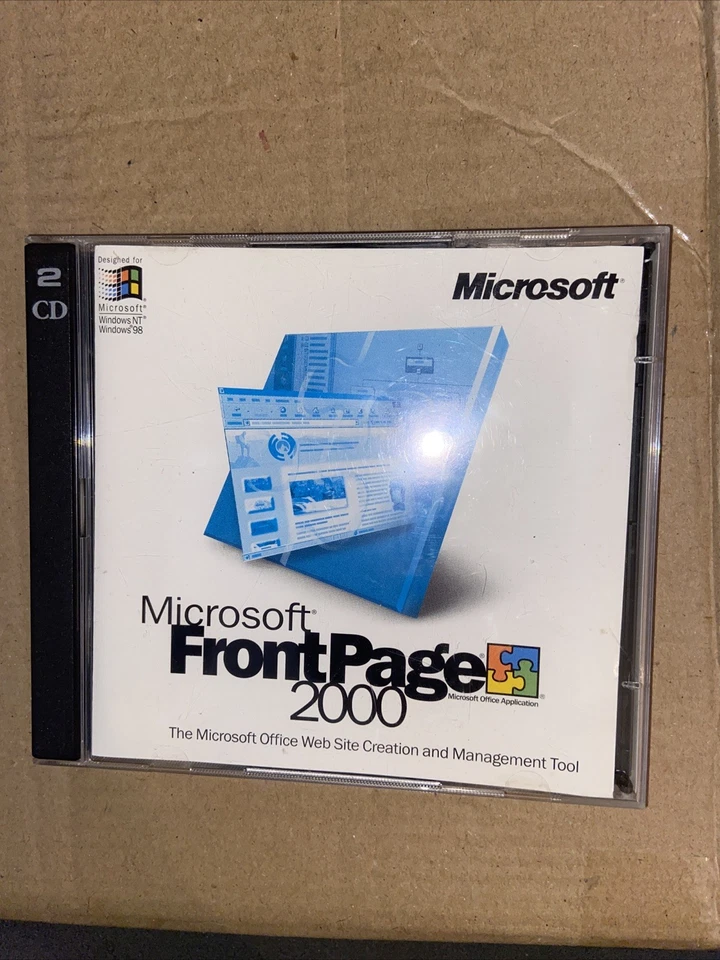 2
CD
Designed for
Microsoft®
Windows NT®
Windows®98
Microsoft®
Microsoft®
FrontPage®
2000
Microsoft Office Application
The Microsoft Office Web Site Creation and Management Tool